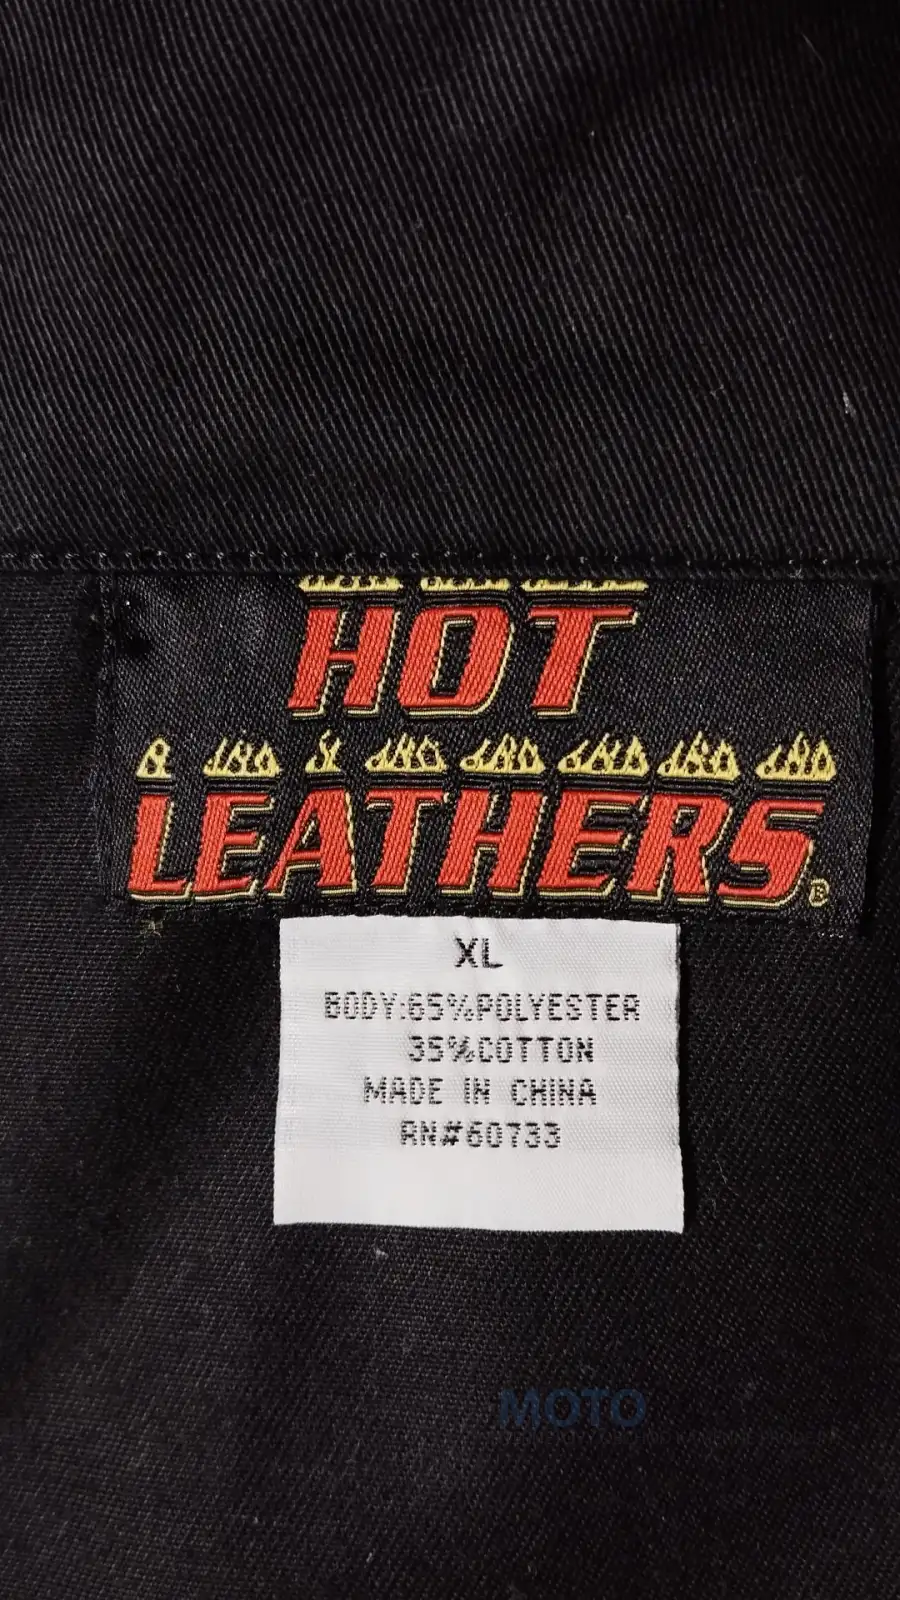 HOT
LEATHERS®
XL
BODY:65%POLYESTER
35%COTTON
MADE IN CHINA
RN#60733
MOTO